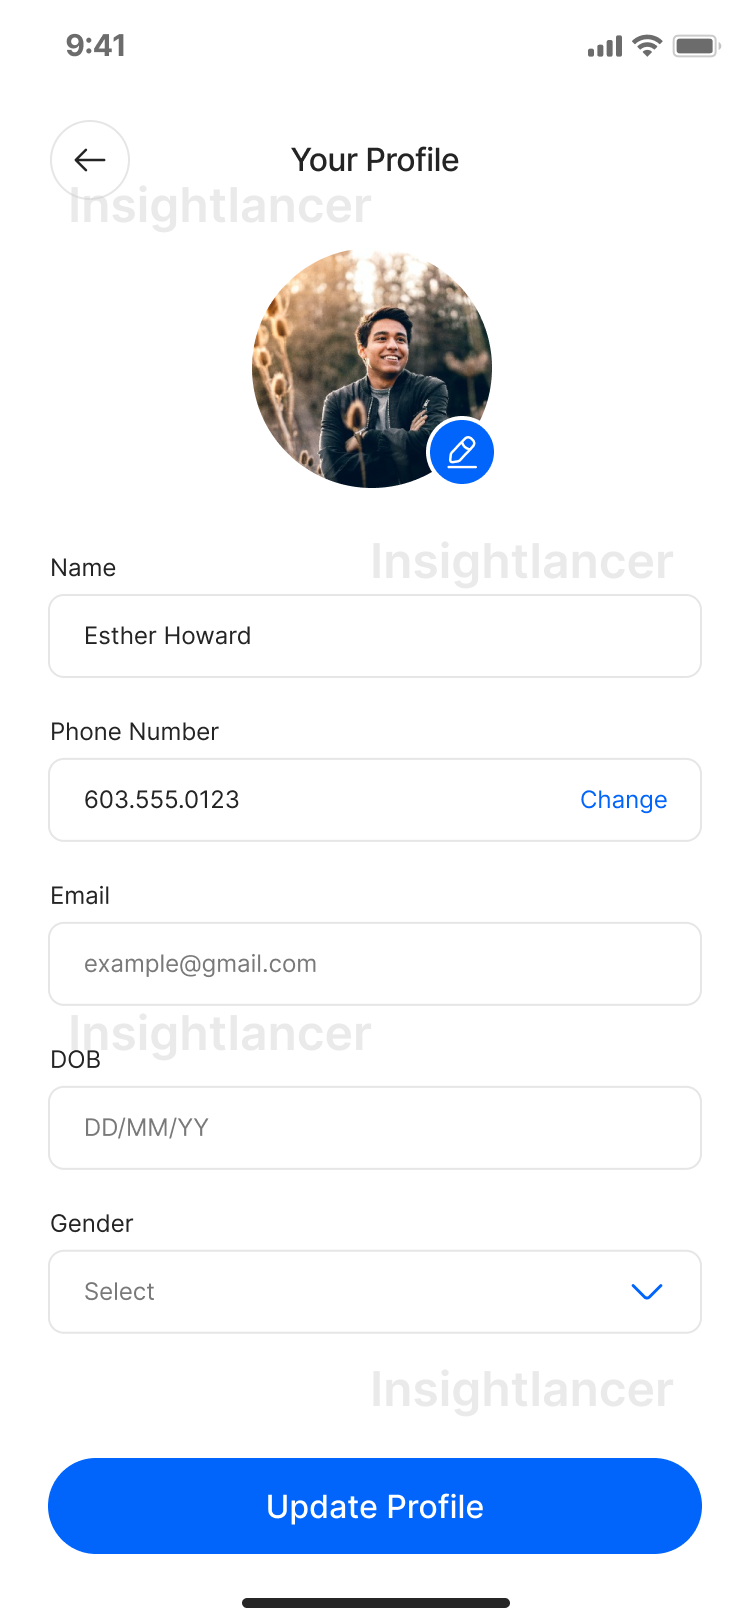 9:41
Your Profile
Insightlancer
Insightlancer
Name
Esther Howard
Phone Number
603.555.0123
Change
Email
example@gmail.com
Insightlancer
DOB
DD/MM/YY
Gender
Select
Insightlancer
Update Profile